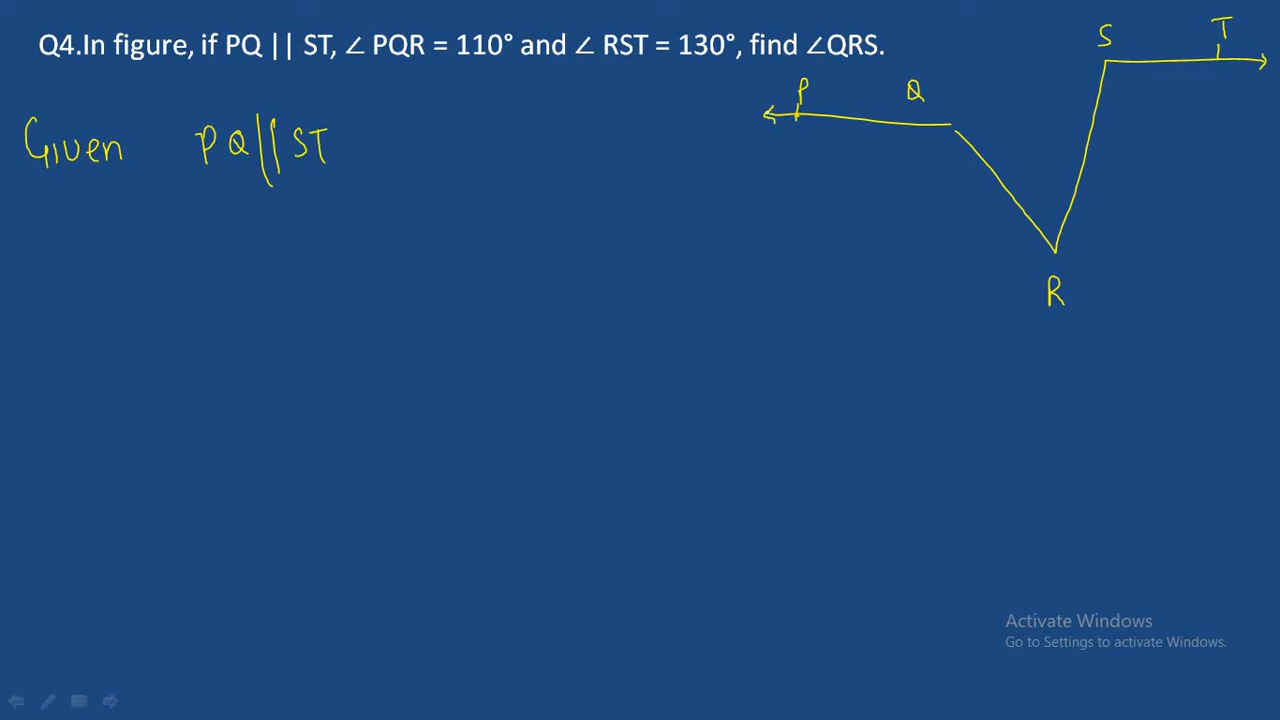 Q4.In figure, if PQ || ST, ∠ PQR = 110° and ∠ RST = 130°, find ∠QRS.
S T
P Q
Given PQ || ST
R
Activate Windows
Go to Settings to activate Windows.